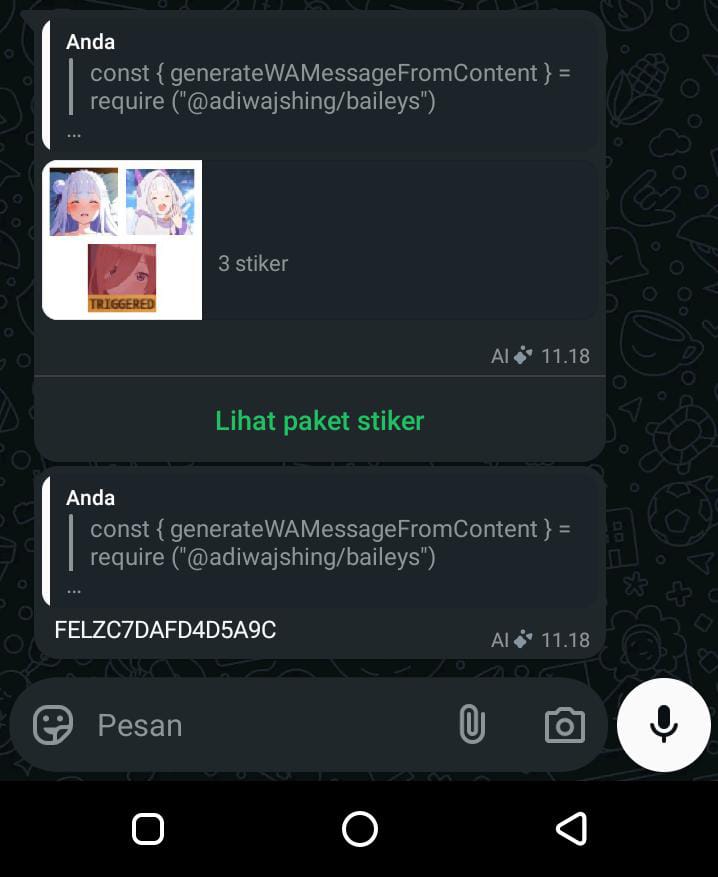 Anda
const { generateWAMessageFromContent } =
require ("@adiwajshing/baileys")
...
TRIGGERED
3 stiker
AI 11.18
Lihat paket stiker
Anda
const { generateWAMessageFromContent } =
require ("@adiwajshing/baileys")
...
FELZC7DAFD4D5A9C
AI 11.18
Pesan